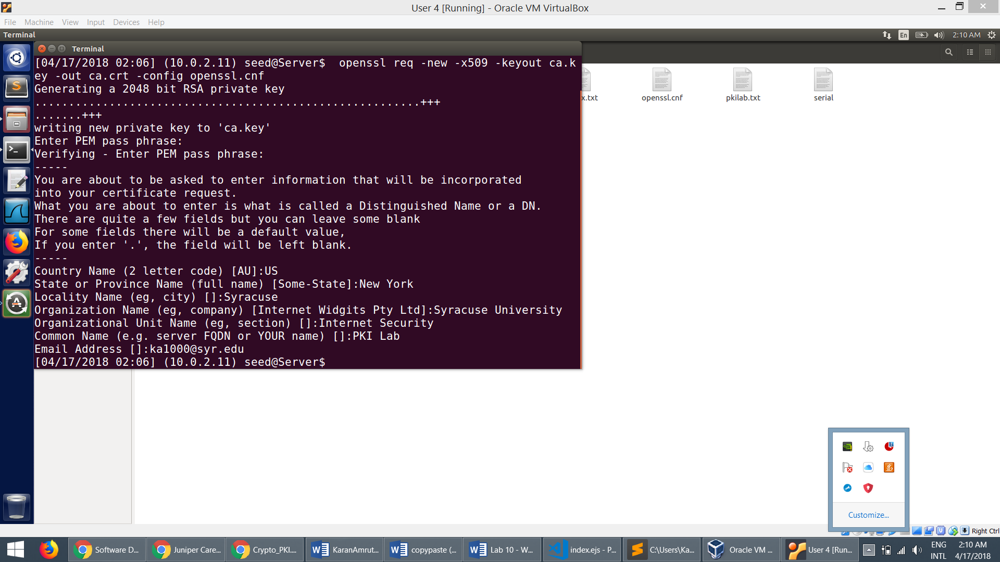 User 4 [Running] - Oracle VM VirtualBox
File Machine View Input Devices Help
Terminal
En
2:10 AM
Terminal
[04/17/2018 02:06] (10.0.2.11) seed@Server$  openssl req -new -x509 -keyout ca.k
ey -out ca.crt -config openssl.cnf
Generating a 2048 bit RSA private key
.........................................................+++
.......+++
writing new private key to 'ca.key'
Enter PEM pass phrase:
Verifying - Enter PEM pass phrase:
-----
You are about to be asked to enter information that will be incorporated
into your certificate request.
What you are about to enter is what is called a Distinguished Name or a DN.
There are quite a few fields but you can leave some blank
For some fields there will be a default value,
If you enter '.', the field will be left blank.
-----
Country Name (2 letter code) [AU]:US
State or Province Name (full name) [Some-State]:New York
Locality Name (eg, city) []:Syracuse
Organization Name (eg, company) [Internet Widgits Pty Ltd]:Syracuse University
Organizational Unit Name (eg, section) []:Internet Security
Common Name (e.g. server FQDN or YOUR name) []:PKI Lab
Email Address []:ka1000@syr.edu
[04/17/2018 02:06] (10.0.2.11) seed@Server$
x.txt
openssl.cnf
pkilab.txt
serial
Customize...
Right Ctrl
Software D...
Juniper Care...
Crypto_PKI....
KaranAmrut...
copypaste (...
Lab 10 - W...
index.ejs - P...
C:\Users\Ka...
Oracle VM ...
User 4 [Run...
ENG
INTL
2:10 AM
4/17/2018